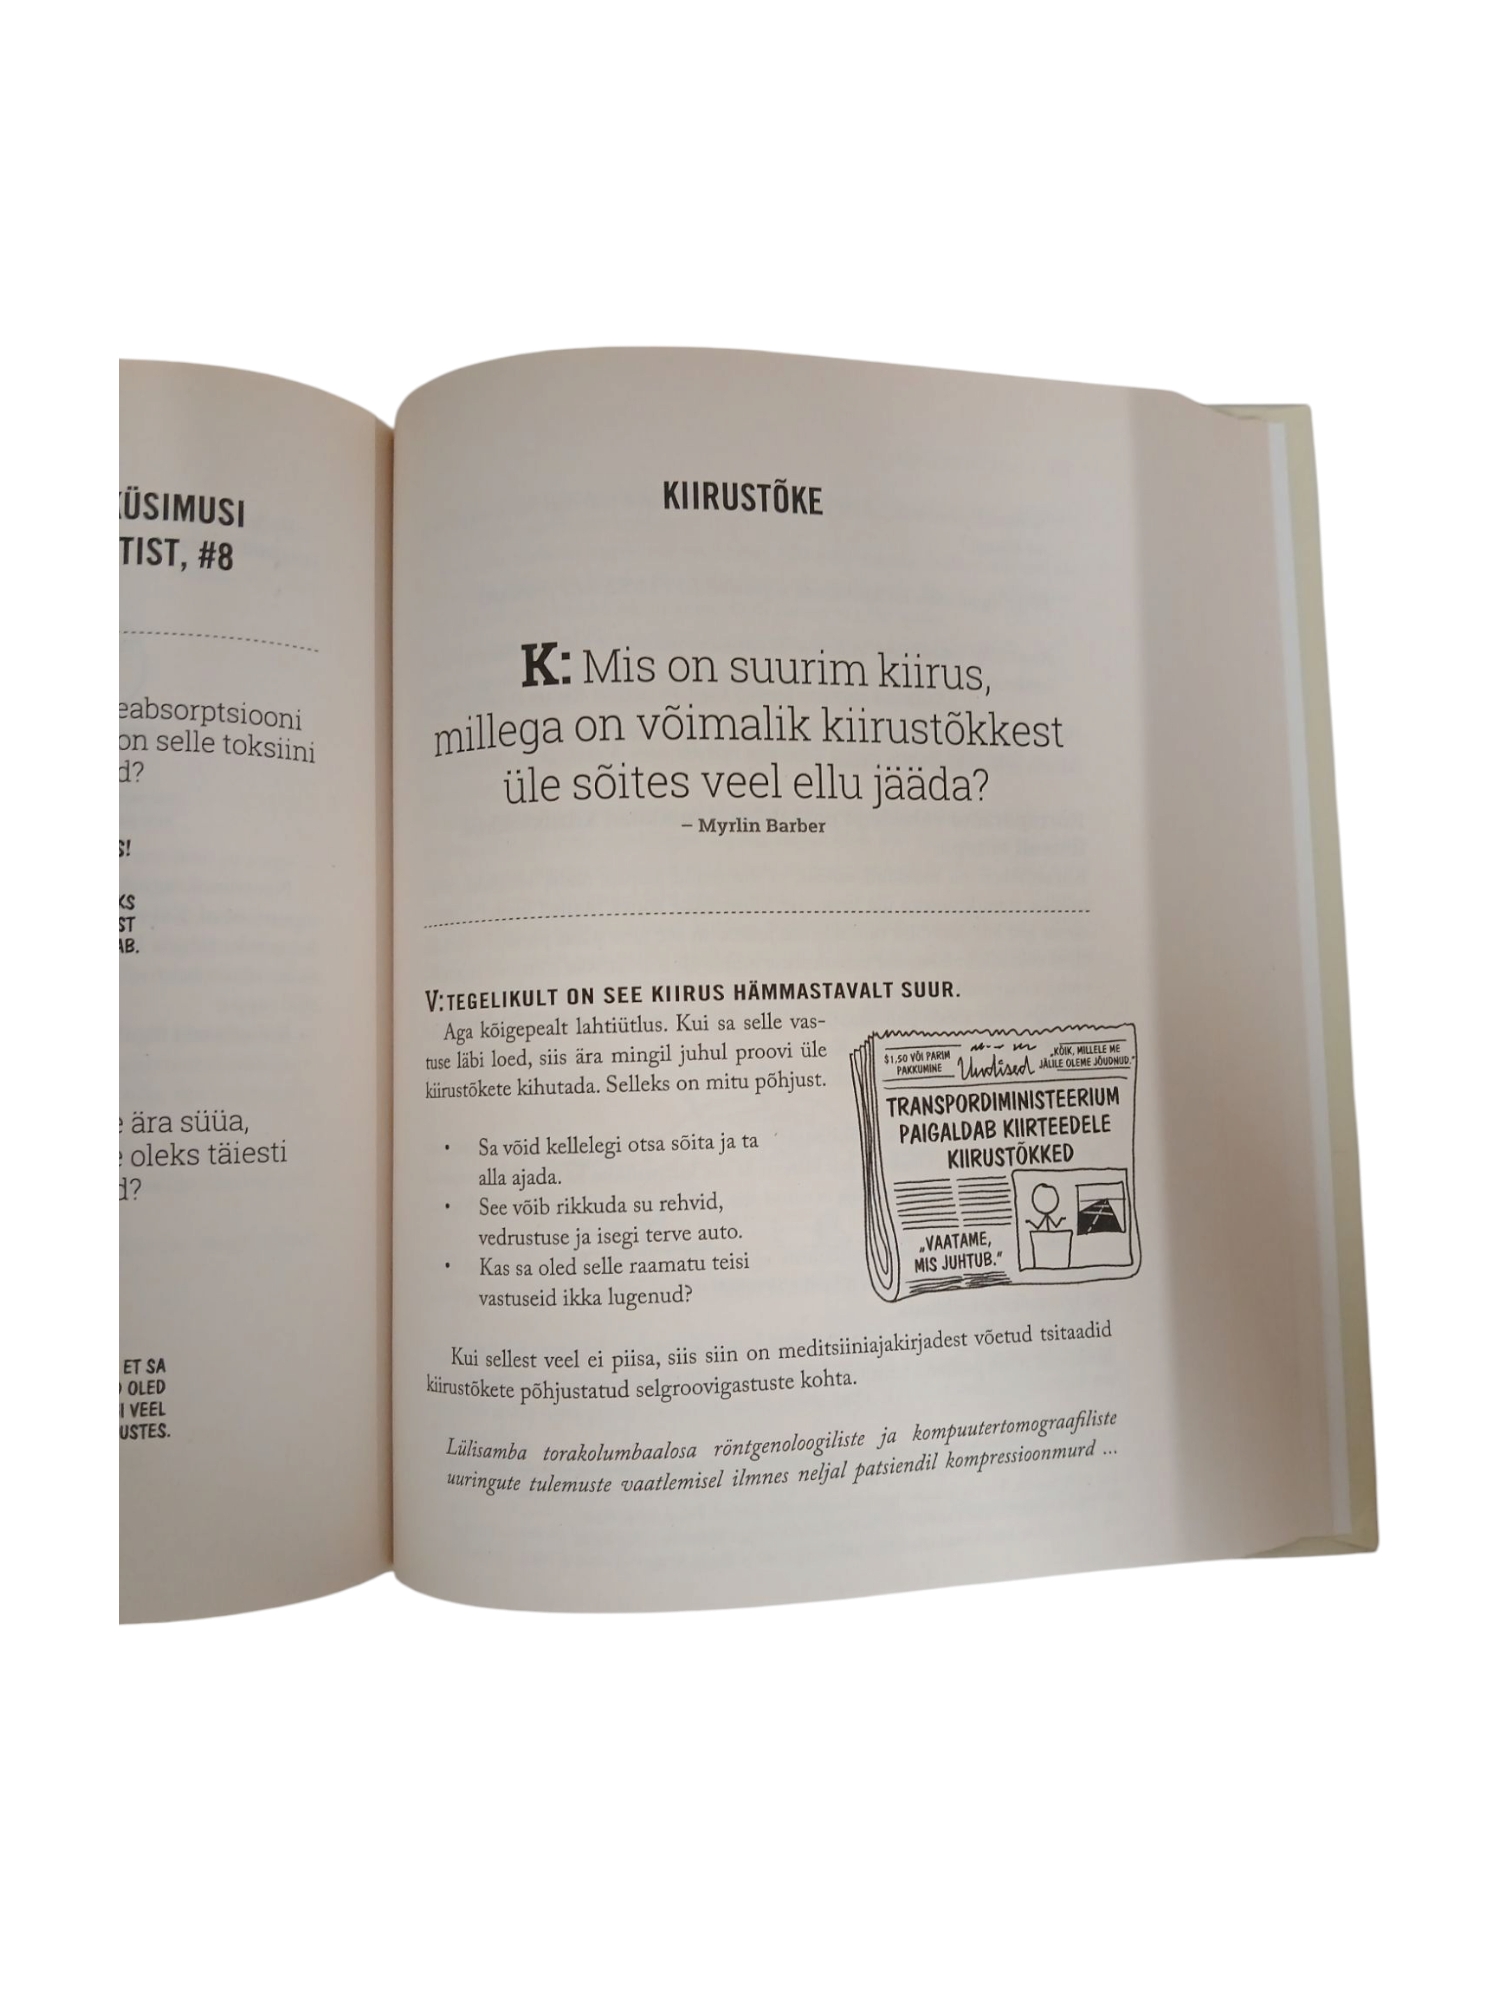 KÜSIMUSI
TIST, #8
eabsorptsiooni
on selle toksiini
d?
S!
KS
ST
AB.
ära süüa,
oleks täiesti
d?
ET SA
OLED
I VEEL
USTES.
KIIRUSTÕKE
K: Mis on suurim kiirus,
millega on võimalik kiirustõkkest
üle sõites veel ellu jääda?
– Myrlin Barber
V: TEGELIKULT ON SEE KIIRUS HÄMMASTAVALT SUUR.
Aga kõigepealt lahtiütlus. Kui sa selle vas-
tuse läbi loed, siis ära mingil juhul proovi üle
kiirustõkete kihutada. Selleks on mitu põhjust.
• Sa võid kellelegi otsa sõita ja ta
alla ajada.
• See võib rikkuda su rehvid,
vedrustuse ja isegi terve auto.
• Kas sa oled selle raamatu teisi
vastuseid ikka lugenud?
$1,50 VÕI PARIM
PAKKUMINE
Uudised
„KÕIK, MILLELE ME
JÄLILE OLEME JÕUDNUD.“
TRANSPORDIMINISTEERIUM
PAIGALDAB KIIRTEEDELE
KIIRUSTÕKKED
„VAATAME,
MIS JUHTUB.“
Kui sellest veel ei piisa, siis siin on meditsiiniajakirjadest võetud tsitaadid
kiirustõkete põhjustatud selgroovigastuste kohta.
Lülisamba torakolumbaalosa röntgenoloogiliste ja kompuutertomograafiliste
uuringute tulemuste vaatlemisel ilmnes neljal patsiendil kompressioonmurd ...